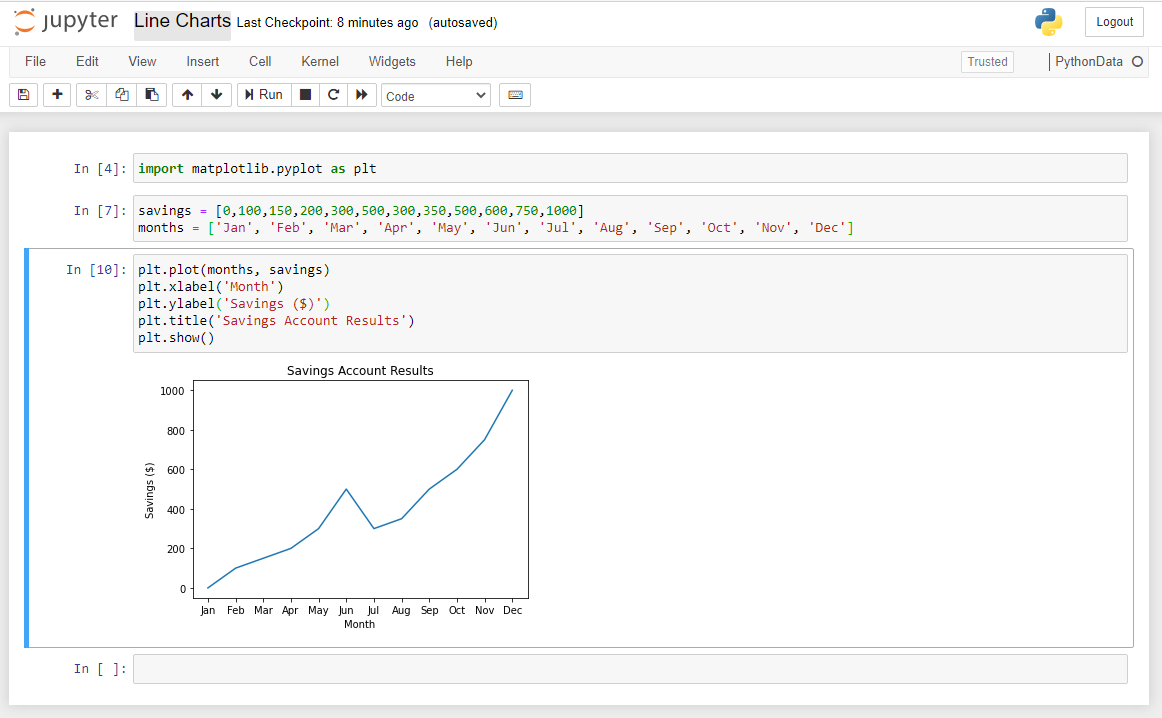 jupyter Line Charts Last Checkpoint: 8 minutes ago (autosaved) Logout
File Edit View Insert Cell Kernel Widgets Help Trusted PythonData
Run Code
In [4]: import matplotlib.pyplot as plt
In [7]: savings = [0,100,150,200,300,500,300,350,500,600,750,1000]
months = ['Jan', 'Feb', 'Mar', 'Apr', 'May', 'Jun', 'Jul', 'Aug', 'Sep', 'Oct', 'Nov', 'Dec']
In [10]: plt.plot(months, savings)
plt.xlabel('Month')
plt.ylabel('Savings ($)')
plt.title('Savings Account Results')
plt.show()
Savings Account Results
1000
800
600
400
200
0
Savings ($)
Jan Feb Mar Apr May Jun Jul Aug Sep Oct Nov Dec
Month
In [ ]: